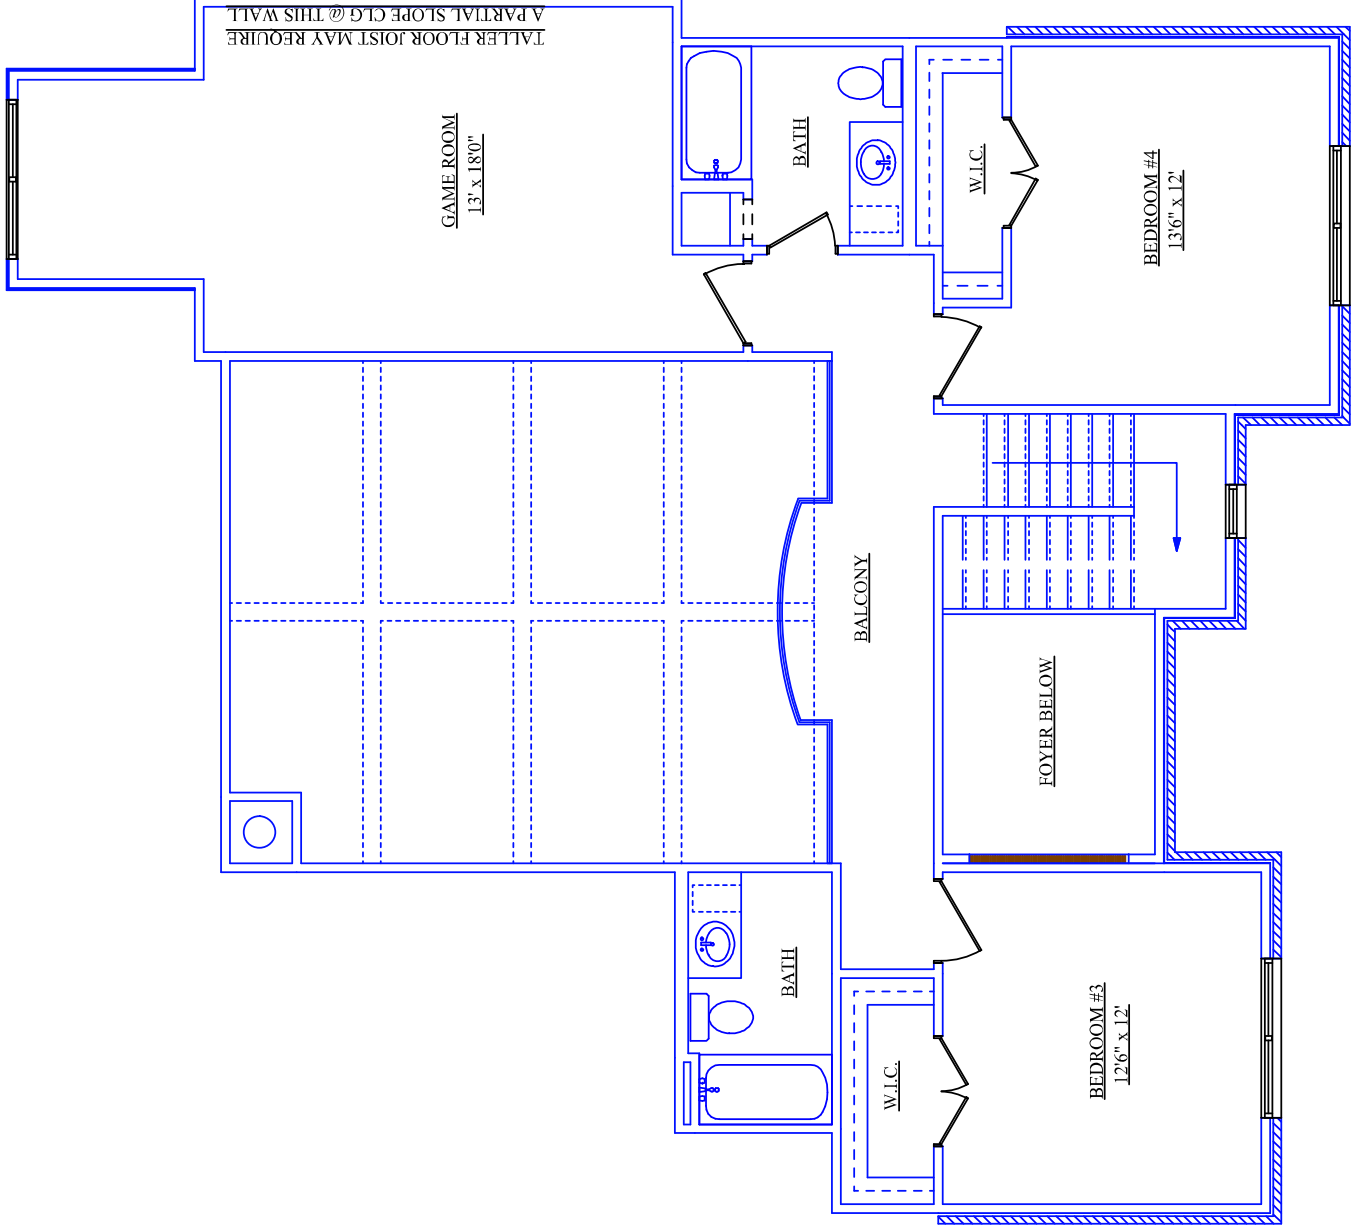 TALLER FLOOR JOIST MAY REQUIRE
A PARTIAL SLOPE CLG @ THIS WALL
GAME ROOM
13' x 18'0"
BATH
W.I.C.
BEDROOM #4
13'6" x 12'
BALCONY
FOYER BELOW
BATH
W.I.C.
BEDROOM #3
12'6" x 12'